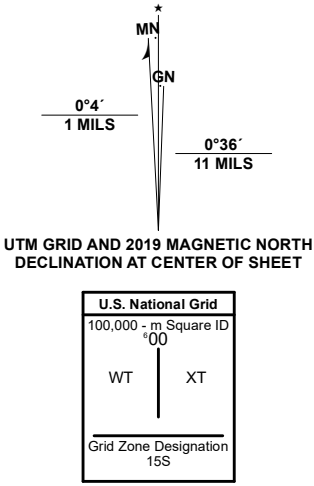 MN
GN
0°4´
1 MILS
0°36´
11 MILS
UTM GRID AND 2019 MAGNETIC NORTH
DECLINATION AT CENTER OF SHEET
U.S. National Grid
100,000 - m Square ID
⁶00
WT XT
Grid Zone Designation
15S